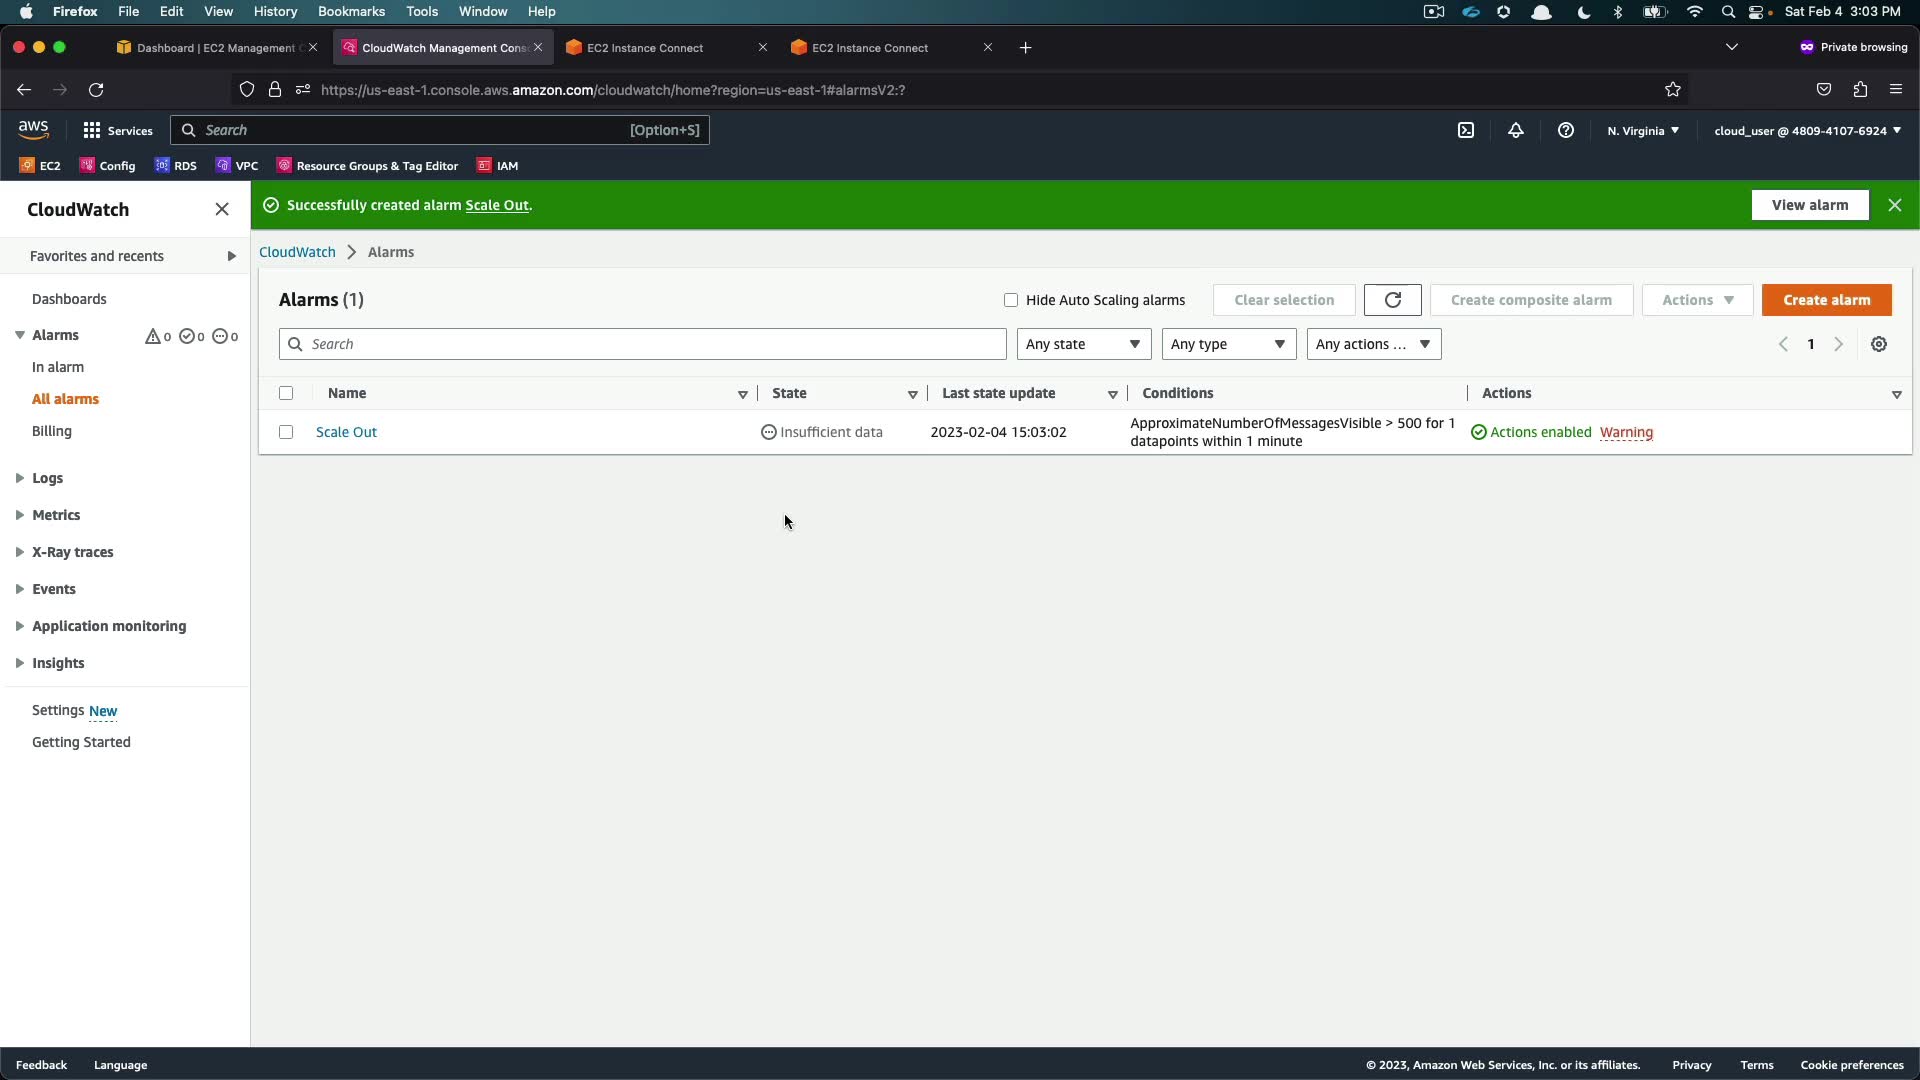 Firefox File Edit View History Bookmarks Tools Window Help Sat Feb 4 3:03 PM
Dashboard | EC2 Management C CloudWatch Management Cons EC2 Instance Connect EC2 Instance Connect Private browsing
https://us-east-1.console.aws.amazon.com/cloudwatch/home?region=us-east-1#alarmsV2:?
aws Services Search [Option+S] N. Virginia cloud_user @ 4809-4107-6924
EC2 Config RDS VPC Resource Groups & Tag Editor IAM
CloudWatch
Favorites and recents
Dashboards
Alarms 0 0 0
In alarm
All alarms
Billing
Logs
Metrics
X-Ray traces
Events
Application monitoring
Insights
Settings New
Getting Started
Successfully created alarm Scale Out. View alarm
CloudWatch Alarms
Alarms (1) Hide Auto Scaling alarms Clear selection Create composite alarm Actions Create alarm
Search Any state Any type Any actions ... 1
Name State Last state update Conditions Actions
Scale Out Insufficient data 2023-02-04 15:03:02 ApproximateNumberOfMessagesVisible > 500 for 1 datapoints within 1 minute Actions enabled Warning
Feedback Language © 2023, Amazon Web Services, Inc. or its affiliates. Privacy Terms Cookie preferences